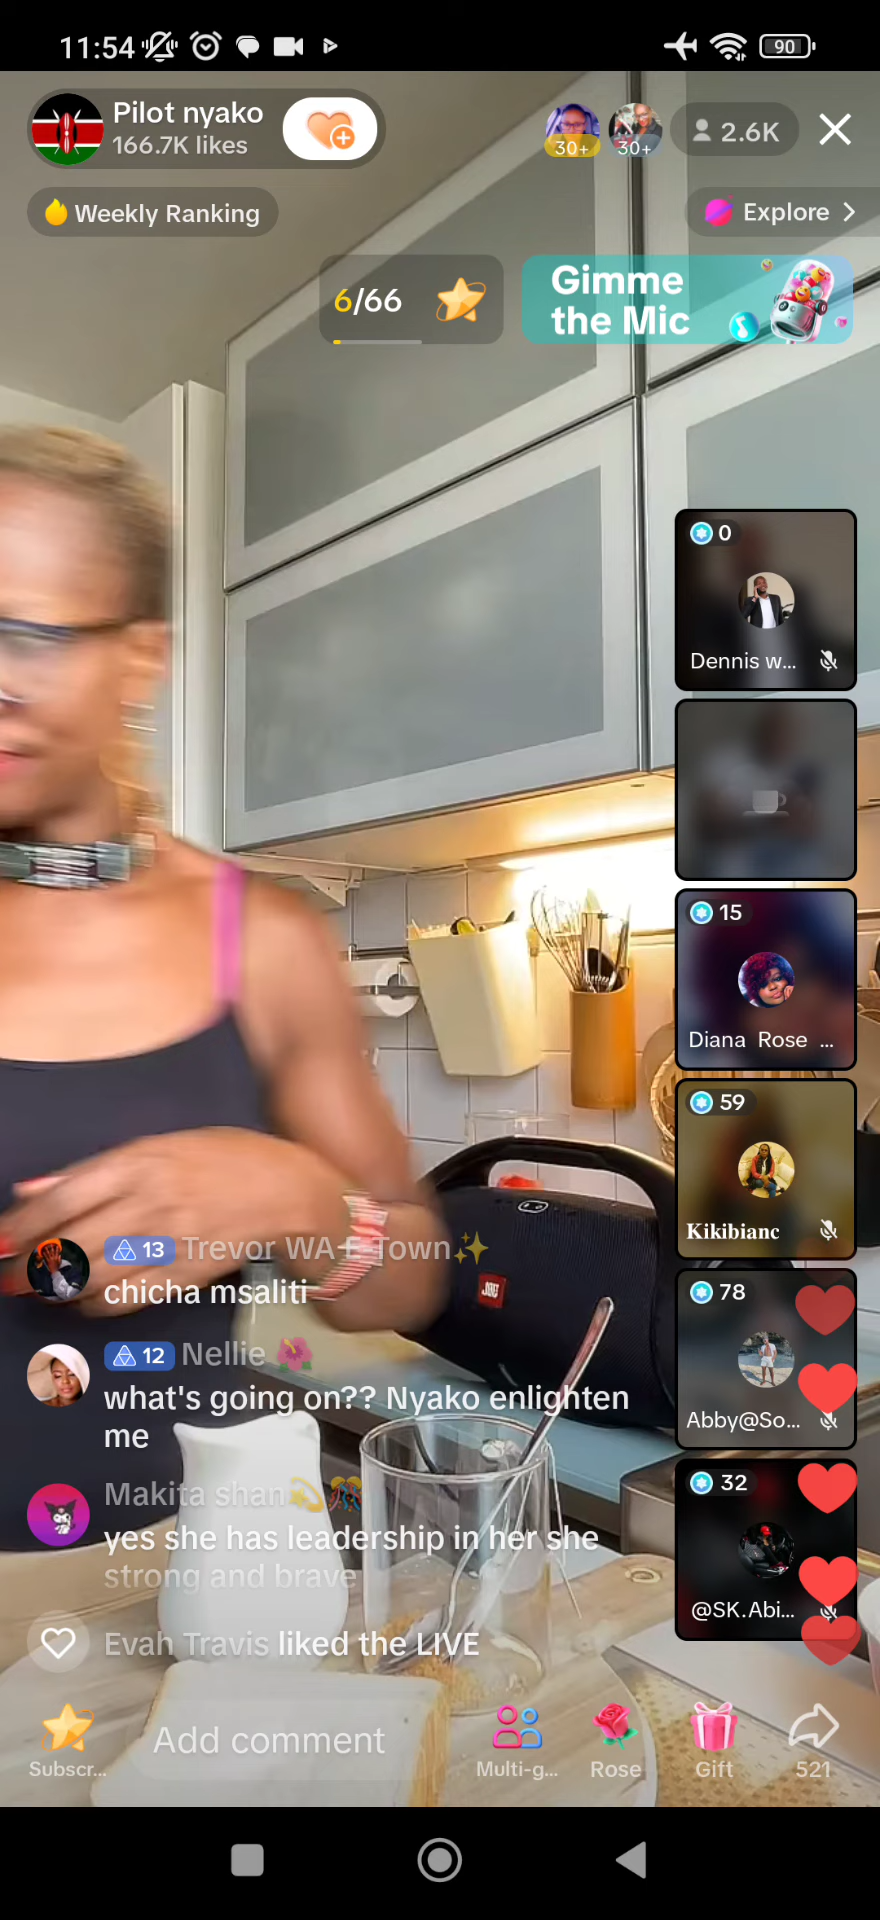 11:54
90
Pilot nyako
166.7K likes
30+
30+
2.6K
Weekly Ranking
Explore
6/66
Gimme
the Mic
0
Dennis w...
15
Diana Rose ...
59
Kikibianc
78
Abby@So...
32
@SK.Abi...
JBL
13 Trevor WA E-Town
chicha msaliti
12 Nellie
what's going on?? Nyako enlighten
me
Makita shan
yes she has leadership in her she
strong and brave
Evah Travis liked the LIVE
Subscr...
Add comment
Multi-g...
Rose
Gift
521